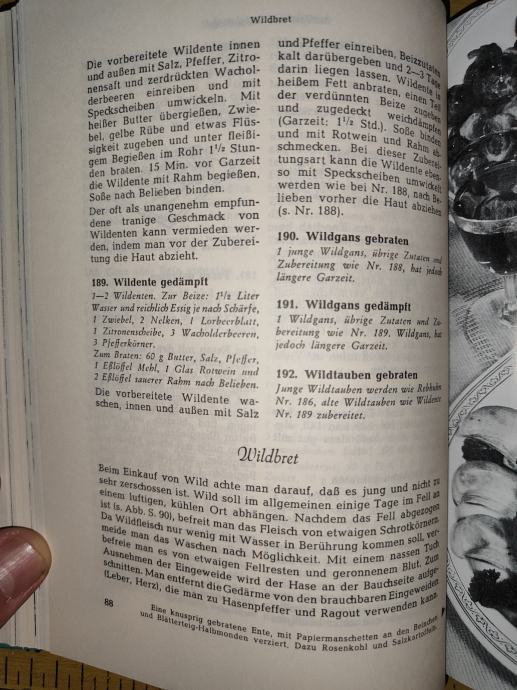 Wildbret
Die vorbereitete Wildente innen
und außen mit Salz, Pfeffer, Zitro-
nensaft und zerdrückten Wachol-
derbeeren einreiben und mit
Speckscheiben umwickeln. Mit
heißer Butter übergießen, Zwie-
bel, gelbe Rübe und etwas Flüs-
sigkeit zugeben und unter fleißi-
gem Begießen im Rohr 1½ Stun-
den braten. 15 Min. vor Garzeit
die Wildente mit Rahm begießen,
Soße nach Belieben binden.
Der oft als unangenehm empfun-
dene tranige Geschmack von
Wildenten kann vermieden wer-
den, indem man vor der Zuberei-
tung die Haut abzieht.
189. Wildente gedämpft
1—2 Wildenten. Zur Beize: 1½ Liter
Wasser und reichlich Essig je nach Schärfe,
1 Zwiebel, 2 Nelken, 1 Lorbeerblatt,
1 Zitronenscheibe, 3 Wacholderbeeren,
3 Pfefferkörner.
Zum Braten: 60 g Butter, Salz, Pfeffer,
1 Eßlöffel Mehl, 1 Glas Rotwein und
2 Eßlöffel saurer Rahm nach Belieben.
Die vorbereitete Wildente wa-
schen, innen und außen mit Salz
und Pfeffer einreiben, Beizzutaten
kalt darübergeben und 2—3 Tage
darin liegen lassen. Wildente in
heißem Fett anbraten, einen Teil
der verdünnten Beize zugeben
und zugedeckt weichdämpfen
(Garzeit: 1½ Std.). Soße binden
und mit Rotwein und Rahm ab-
schmecken. Bei dieser Zuberei-
tungsart kann die Wildente eben-
so mit Speckscheiben umwickelt
werden wie bei Nr. 188, nach Be-
lieben vorher die Haut abziehen
(s. Nr. 188).
190. Wildgans gebraten
1 junge Wildgans, übrige Zutaten und
Zubereitung wie Nr. 188, hat jedoch
längere Garzeit.
191. Wildgans gedämpft
1 Wildgans, übrige Zutaten und Zu-
bereitung wie Nr. 189. Wildgans, hat
jedoch längere Garzeit.
192. Wildtauben gebraten
Junge Wildtauben werden wie Rebhuhn
Nr. 186, alte Wildtauben wie Wildente
Nr. 189 zubereitet.
Wildbret
Beim Einkauf von Wild achte man darauf, daß es jung und nicht zu
sehr zerschossen ist. Wild soll im allgemeinen einige Tage im Fell an
einem luftigen, kühlen Ort abhängen. Nachdem das Fell abgezogen
ist (s. Abb. S. 90), befreit man das Fleisch von etwaigen Schrotkörnern.
Da Wildfleisch nur wenig mit Wasser in Berührung kommen soll, ver-
meide man das Waschen nach Möglichkeit. Mit einem nassen Tuch
befreie man es von etwaigen Fellresten und geronnenem Blut. Zum
Ausnehmen der Eingeweide wird der Hase an der Bauchseite aufge-
schnitten. Man entfernt die Gedärme von den brauchbaren Eingeweiden
(Leber, Herz), die man zu Hasenpfeffer und Ragout verwenden kann.
88
Eine knusprig gebratene Ente, mit Papiermanschetten an den Beinchen
und Blätterteig-Halbmonden verziert. Dazu Rosenkohl und Salzkartoffeln.